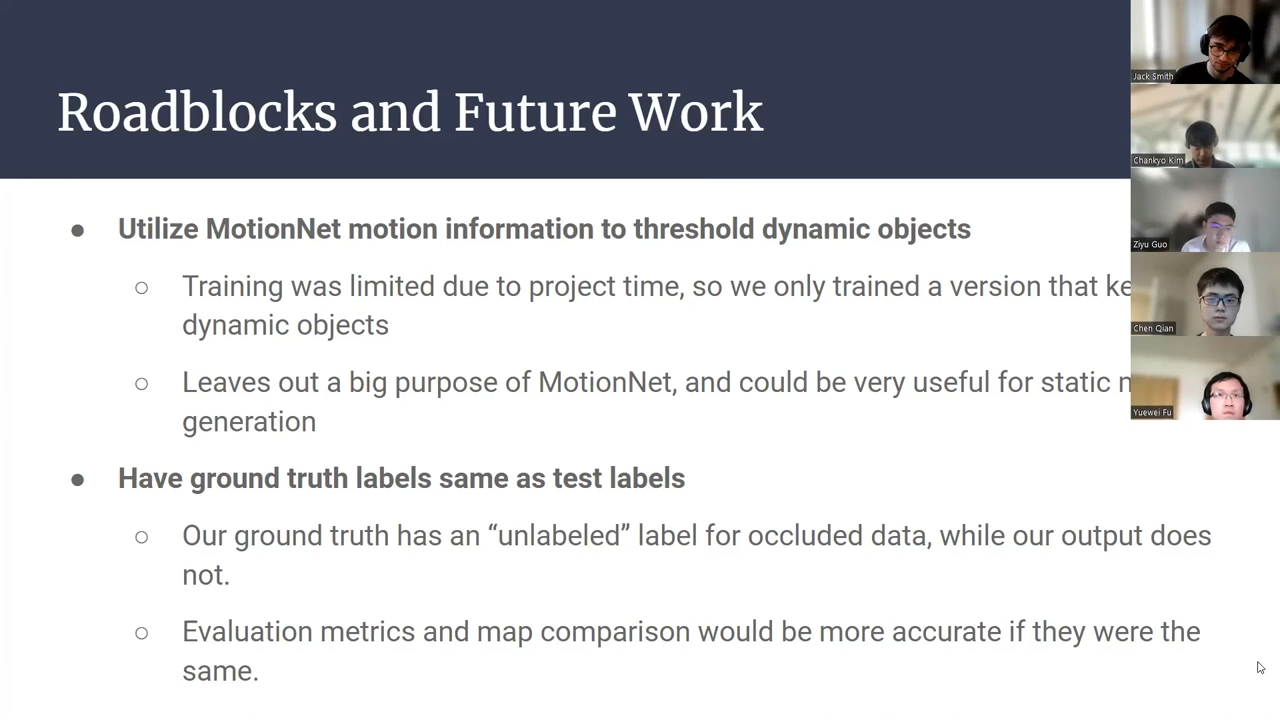 Roadblocks and Future Work
● Utilize MotionNet motion information to threshold dynamic objects
○ Training was limited due to project time, so we only trained a version that
dynamic objects
○ Leaves out a big purpose of MotionNet, and could be very useful for static
generation
● Have ground truth labels same as test labels
○ Our ground truth has an “unlabeled” label for occluded data, while our output does
not.
○ Evaluation metrics and map comparison would be more accurate if they were the
same.
Jack Smith
Chankyo Kim
Ziyu Guo
Chen Qian
Yuewei Fu